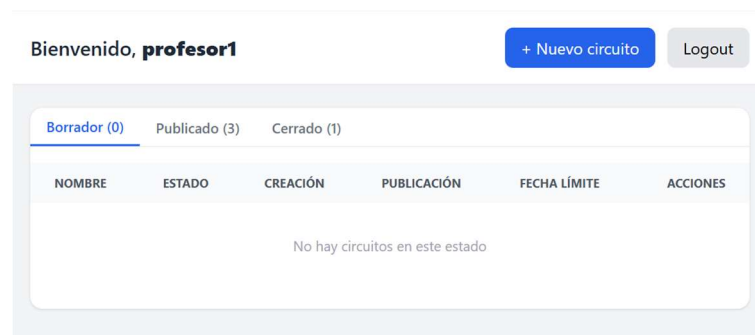 Bienvenido, profesor1
+ Nuevo circuito
Logout
Borrador (0) Publicado (3) Cerrado (1)
NOMBRE ESTADO CREACIÓN PUBLICACIÓN FECHA LÍMITE ACCIONES
No hay circuitos en este estado